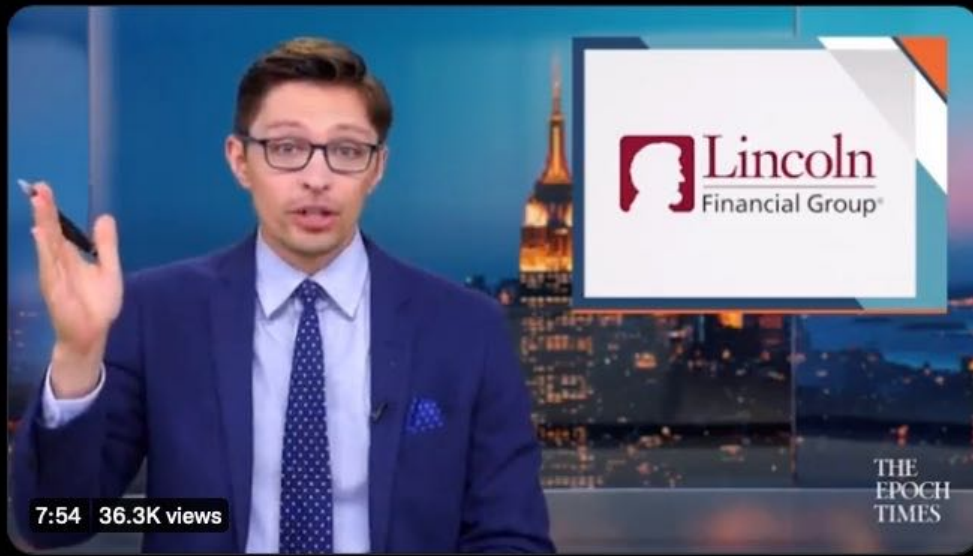 Lincoln
Financial Group®
THE
EPOCH
TIMES
7:54 36.3K views